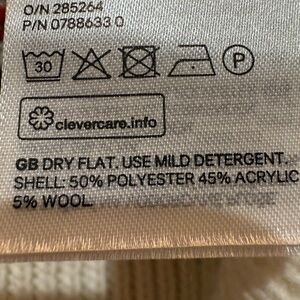 O/N 285264
P/N 0788633 0
30
P
clevercare.info
GB DRY FLAT. USE MILD DETERGENT.
SHELL: 50% POLYESTER 45% ACRYLIC
5% WOOL